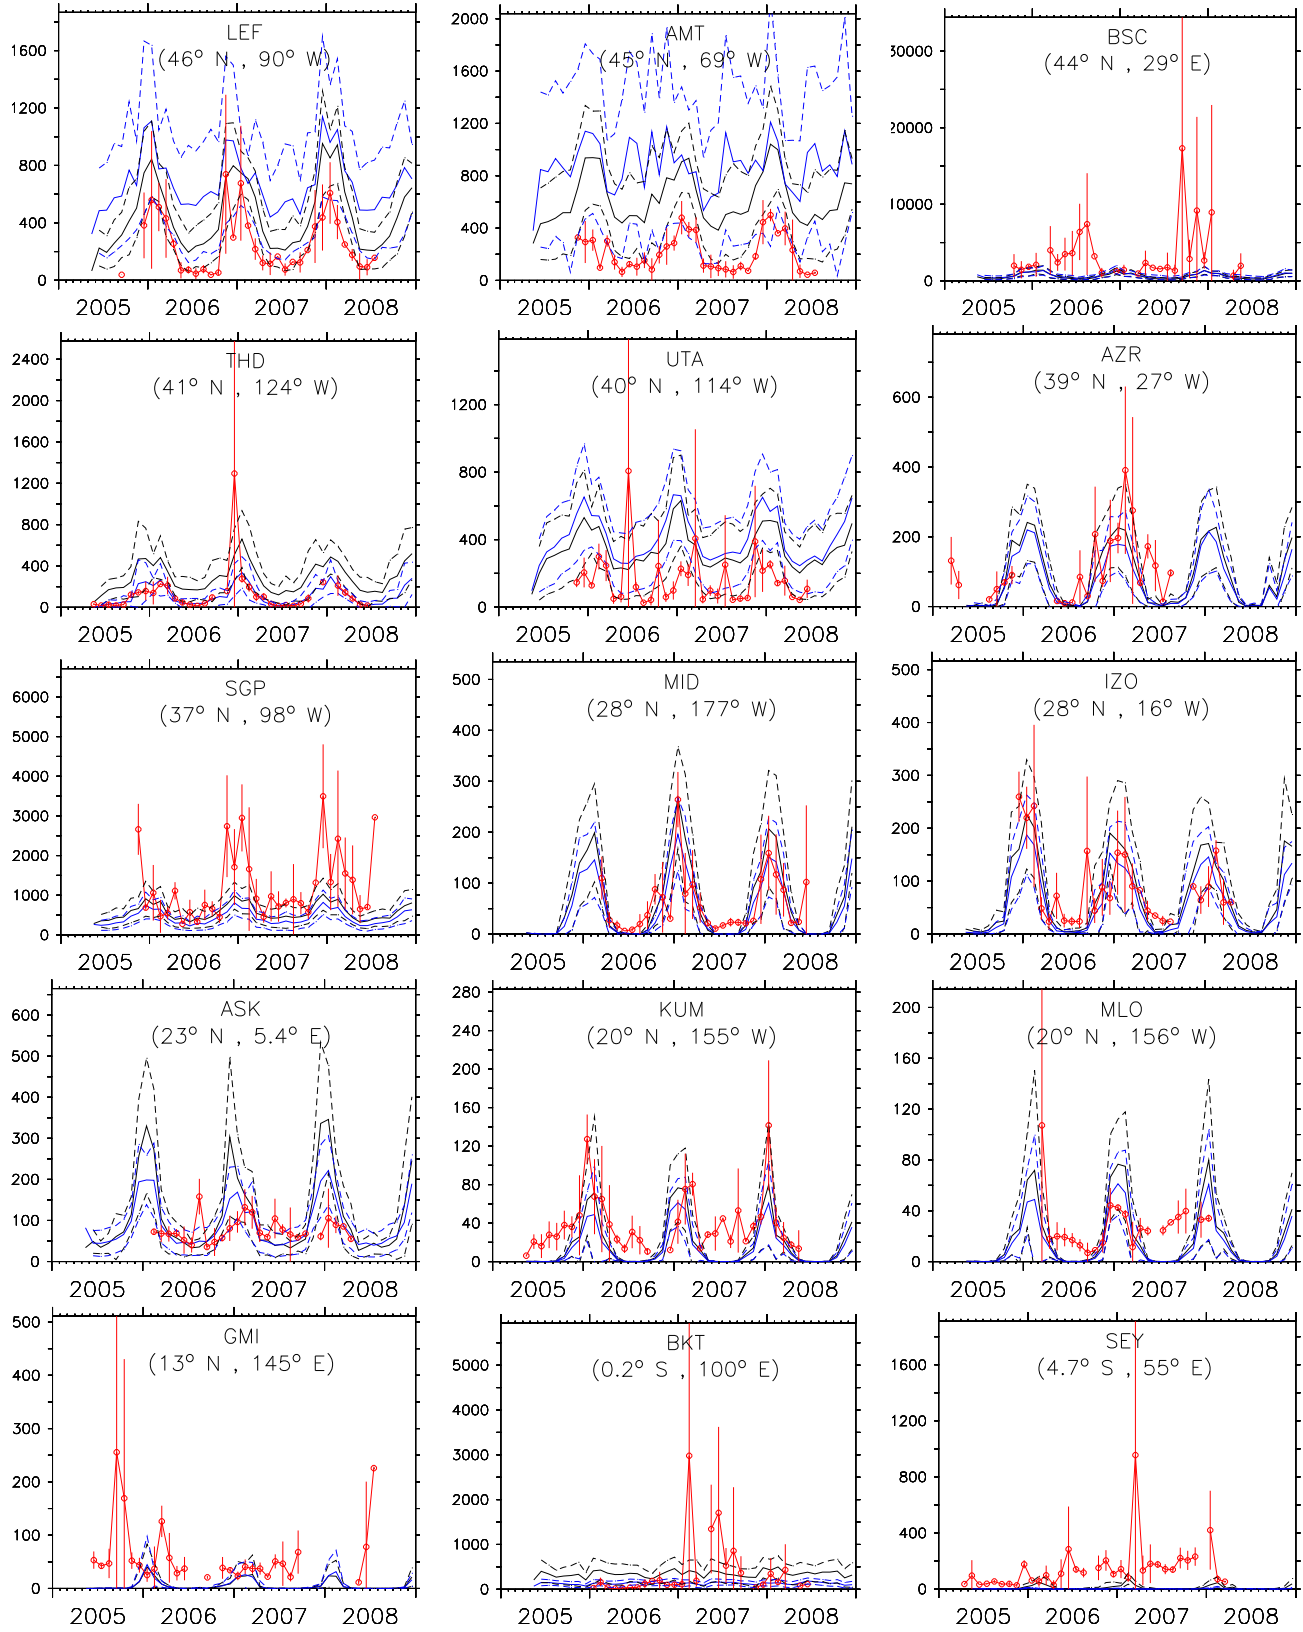 LEF
(46° N , 90° W)
1600
1200
800
400
0
2005 2006 2007 2008
AMT
(45° N , 69° W)
2000
1600
1200
800
400
0
2005 2006 2007 2008
BSC
(44° N , 29° E)
30000
20000
10000
0
2005 2006 2007 2008
THD
(41° N , 124° W)
2400
2000
1600
1200
800
400
0
2005 2006 2007 2008
UTA
(40° N , 114° W)
1200
800
400
0
2005 2006 2007 2008
AZR
(39° N , 27° W)
600
400
200
0
2005 2006 2007 2008
SGP
(37° N , 98° W)
6000
5000
4000
3000
2000
1000
0
2005 2006 2007 2008
MID
(28° N , 177° W)
500
400
300
200
100
0
2005 2006 2007 2008
IZO
(28° N , 16° W)
500
400
300
200
100
0
2005 2006 2007 2008
ASK
(23° N , 5.4° E)
600
500
400
300
200
100
0
2005 2006 2007 2008
KUM
(20° N , 155° W)
280
240
200
160
120
80
40
0
2005 2006 2007 2008
MLO
(20° N , 156° W)
200
160
120
80
40
0
2005 2006 2007 2008
GMI
(13° N , 145° E)
500
400
300
200
100
0
2005 2006 2007 2008
BKT
(0.2° S , 100° E)
5000
4000
3000
2000
1000
0
2005 2006 2007 2008
SEY
(4.7° S , 55° E)
1600
1200
800
400
0
2005 2006 2007 2008